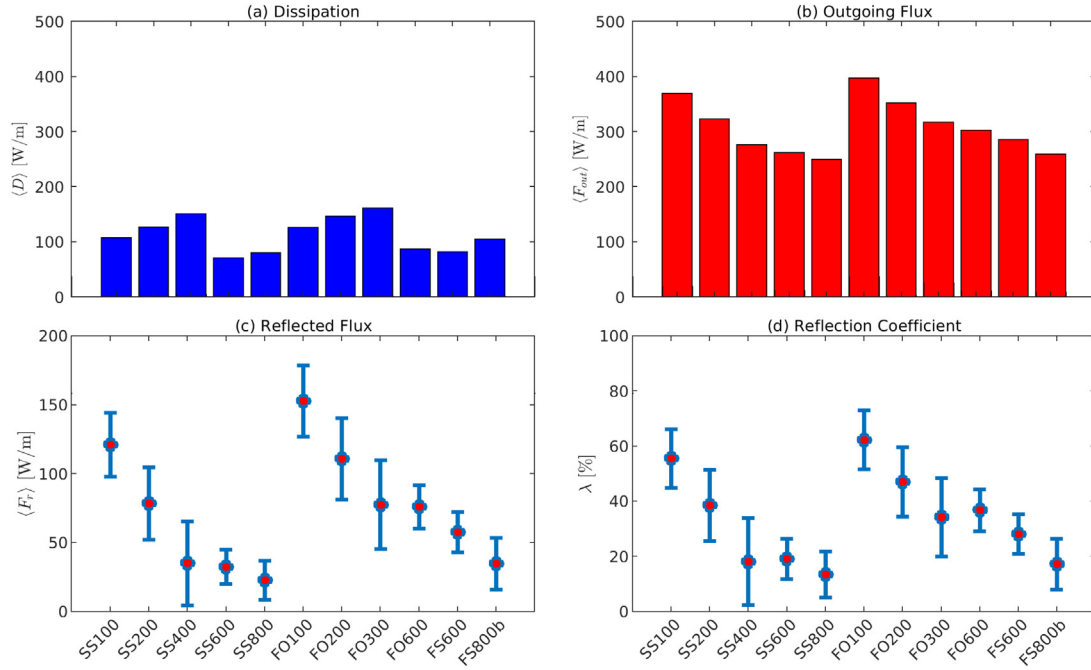 (a) Dissipation
500
400
300
200
100
0
⟨D⟩ [W/m]
(b) Outgoing Flux
500
400
300
200
100
0
⟨F_out⟩ [W/m]
(c) Reflected Flux
200
150
100
50
0
⟨F_r⟩ [W/m]
SS100
SS200
SS400
SS600
SS800
FO100
FO200
FO300
FO600
FS600
FS800b
(d) Reflection Coefficient
100
80
60
40
20
0
λ [%]
SS100
SS200
SS400
SS600
SS800
FO100
FO200
FO300
FO600
FS600
FS800b